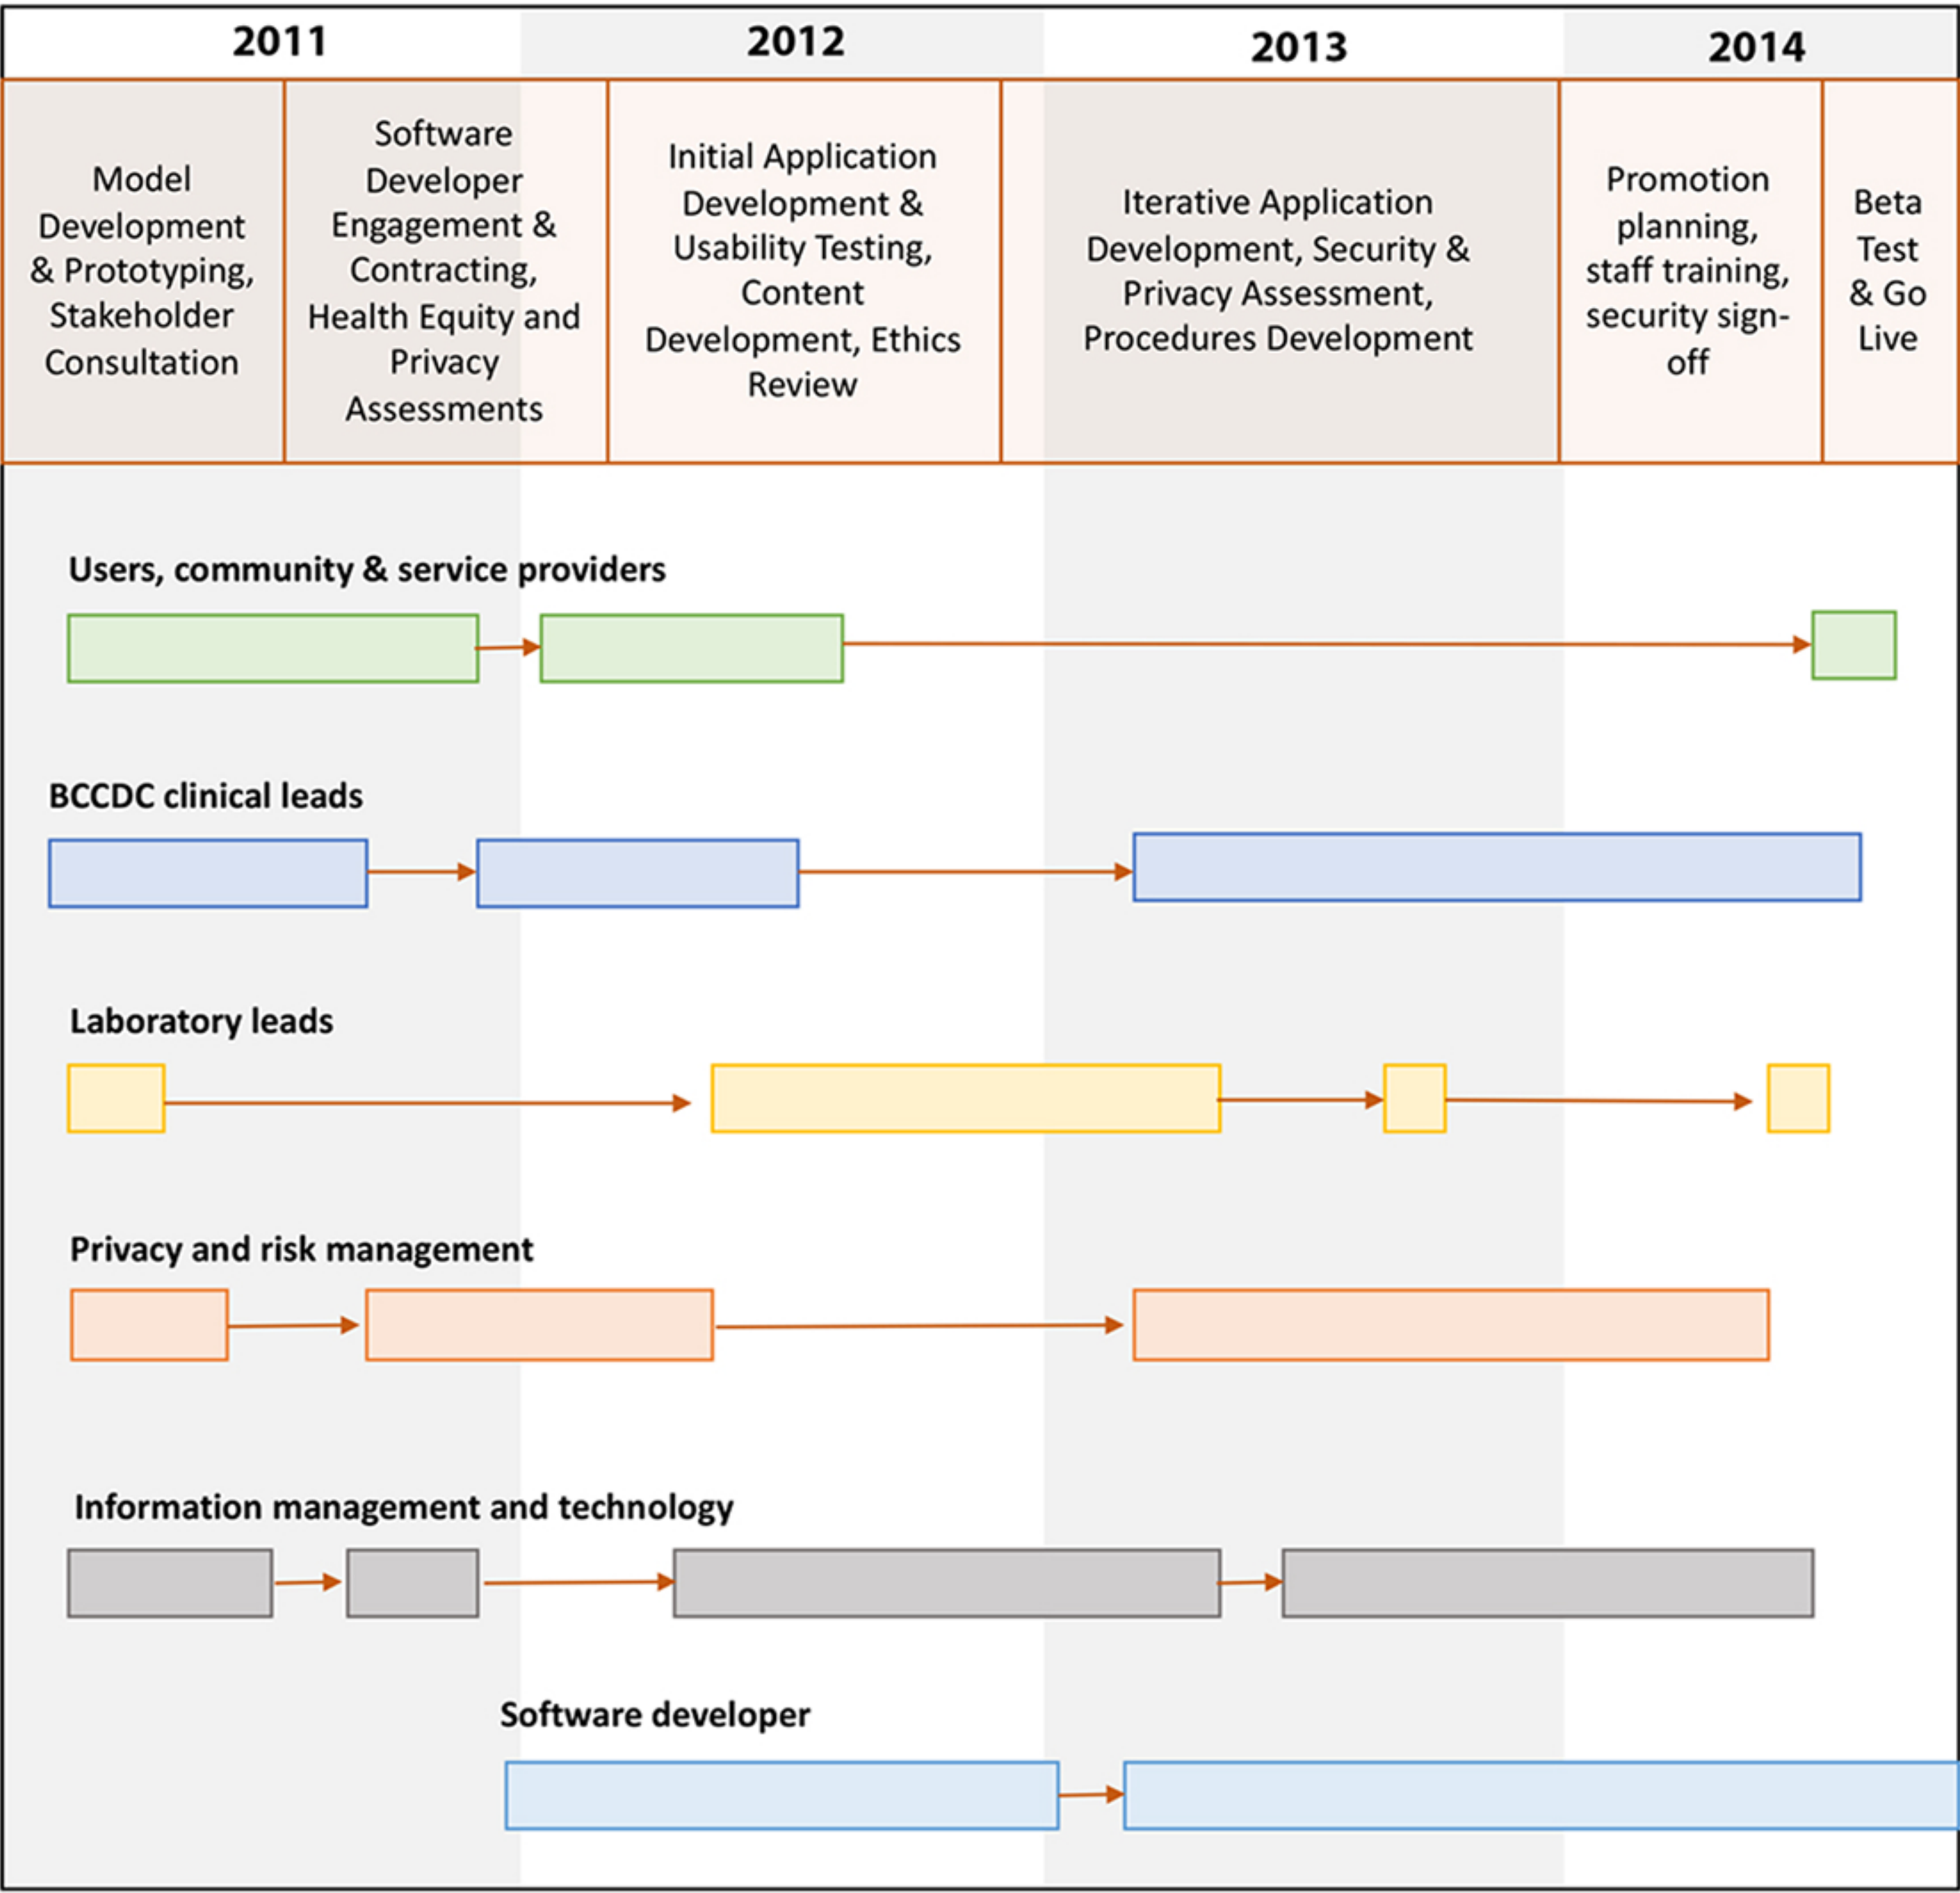 2011
2012
2013
2014
Model
Development
& Prototyping,
Stakeholder
Consultation
Software
Developer
Engagement &
Contracting,
Health Equity and
Privacy
Assessments
Initial Application
Development &
Usability Testing,
Content
Development, Ethics
Review
Iterative Application
Development, Security &
Privacy Assessment,
Procedures Development
Promotion
planning,
staff training,
security sign-
off
Beta
Test
& Go
Live
Users, community & service providers
BCCDC clinical leads
Laboratory leads
Privacy and risk management
Information management and technology
Software developer